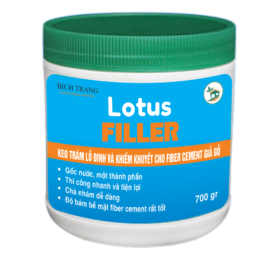 BICH TRANG
Lotus
FILLER
KEO TRÁM LỖ ĐINH VÀ KHIẾM KHUYẾT CHO FIBER CEMENT GIẢ GỖ
• Gốc nước, một thành phần
• Thi công nhanh và tiện lợi
• Chà nhám dễ dàng
• Độ bám bề mặt fiber cement rất tốt
700 gr